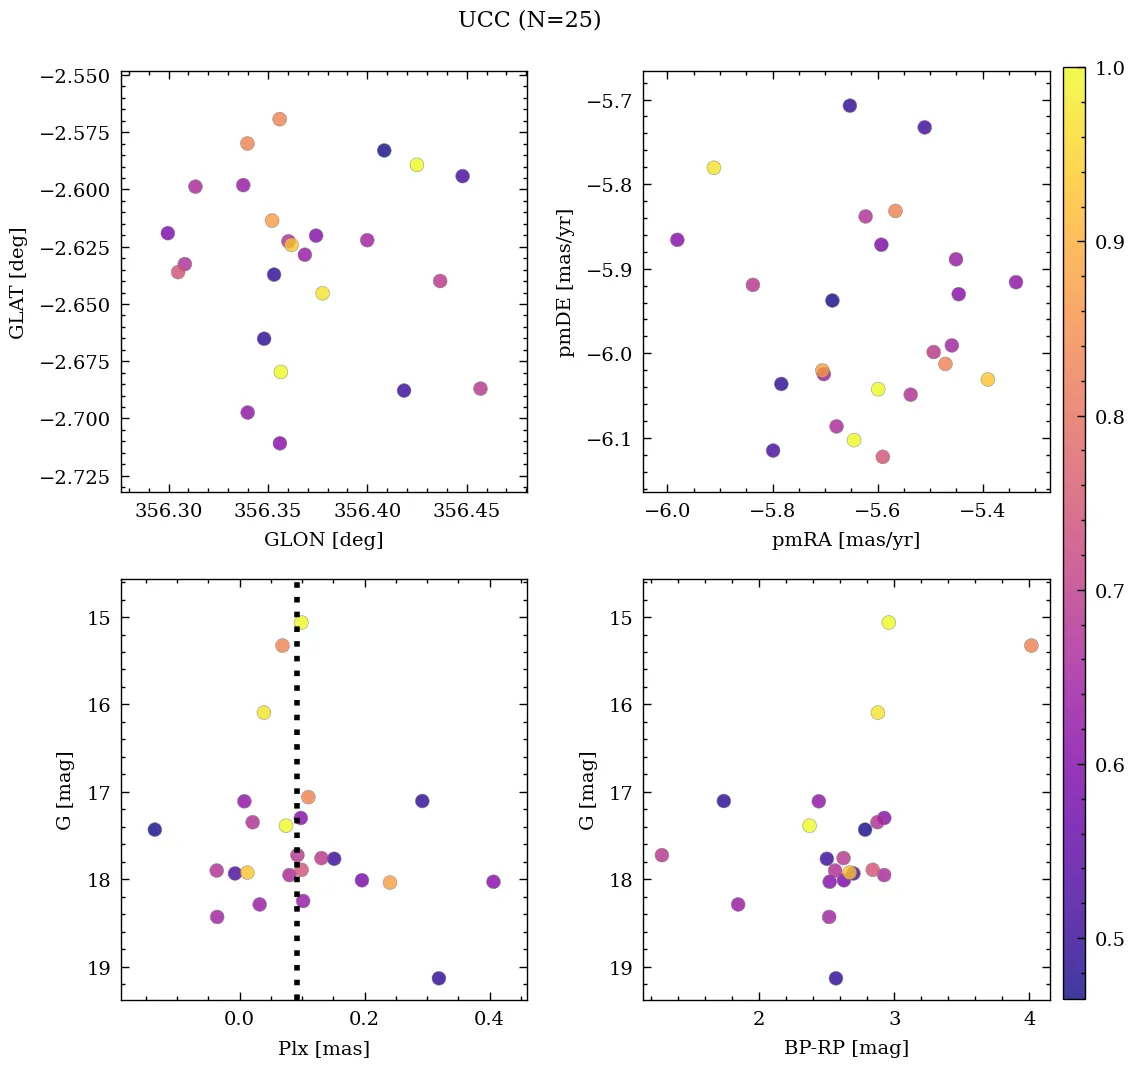 UCC (N=25)
−2.550
−2.575
−2.600
−2.625
−2.650
−2.675
−2.700
−2.725
GLAT [deg]
356.30 356.35 356.40 356.45
GLON [deg]
−5.7
−5.8
−5.9
−6.0
−6.1
pmDE [mas/yr]
−6.0 −5.8 −5.6 −5.4
pmRA [mas/yr]
15
16
17
18
19
G [mag]
0.0 0.2 0.4
Plx [mas]
15
16
17
18
19
G [mag]
2 3 4
BP-RP [mag]
1.0
0.9
0.8
0.7
0.6
0.5